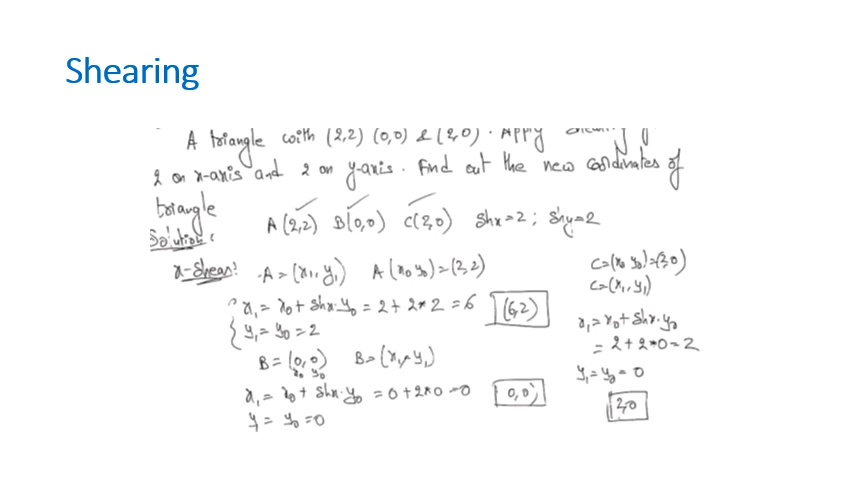 Shearing
A triangle with (2,2) (0,0) & (2,0). Apply
2 on x-axis and 2 on y-axis. Find out the new coordinates of
triangle
Solution:
A(2,2) B(0,0) C(2,0) Shx=2; Shy=2
x-Shear: A=(x₁, y₁) A(x₀ y₀)=(2,2)
x₁ = x₀+Shx.y₀ = 2+2*2 = 6 (6,2)
y₁ = y₀ = 2
B = (0,0) B=(x₁, y₁)
x₀ y₀
x₁ = x₀ + Shx.y₀ = 0+2*0=0 0,0
y₁ = y₀ =0
C=(x₀ y₀)=(2,0)
C=(x₁, y₁)
x₁=x₀+Shx.y₀
= 2+2*0=2
y₁=y₀=0
2,0